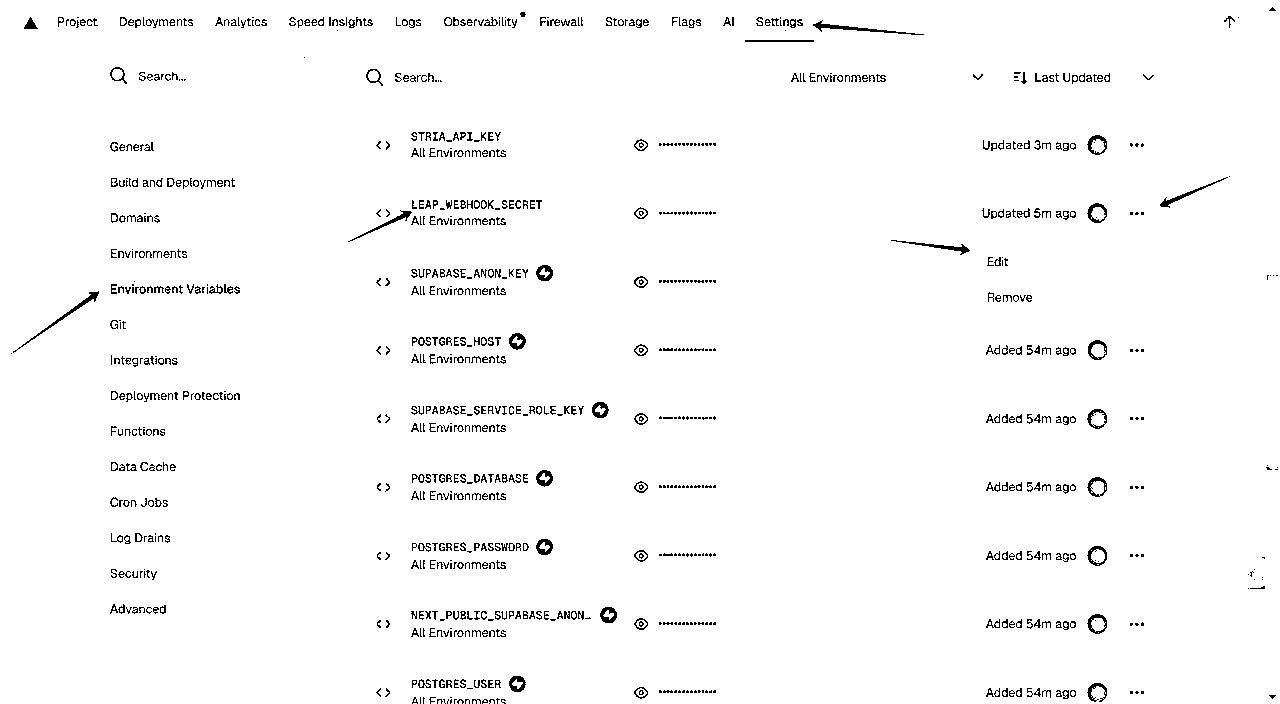 Project Deployments Analytics Speed Insights Logs Observability Firewall Storage Flags AI Settings
Search...
Search...
All Environments
Last Updated
General
Build and Deployment
Domains
Environments
Environment Variables
Git
Integrations
Deployment Protection
Functions
Data Cache
Cron Jobs
Log Drains
Security
Advanced
STRIA_API_KEY
All Environments
Updated 3m ago
LEAP_WEBHOOK_SECRET
All Environments
Updated 5m ago
Edit
Remove
SUPABASE_ANON_KEY
All Environments
POSTGRES_HOST
All Environments
Added 54m ago
SUPABASE_SERVICE_ROLE_KEY
All Environments
Added 54m ago
POSTGRES_DATABASE
All Environments
Added 54m ago
POSTGRES_PASSWORD
All Environments
Added 54m ago
NEXT_PUBLIC_SUPABASE_ANON…
All Environments
Added 54m ago
POSTGRES_USER
All Environments
Added 54m ago